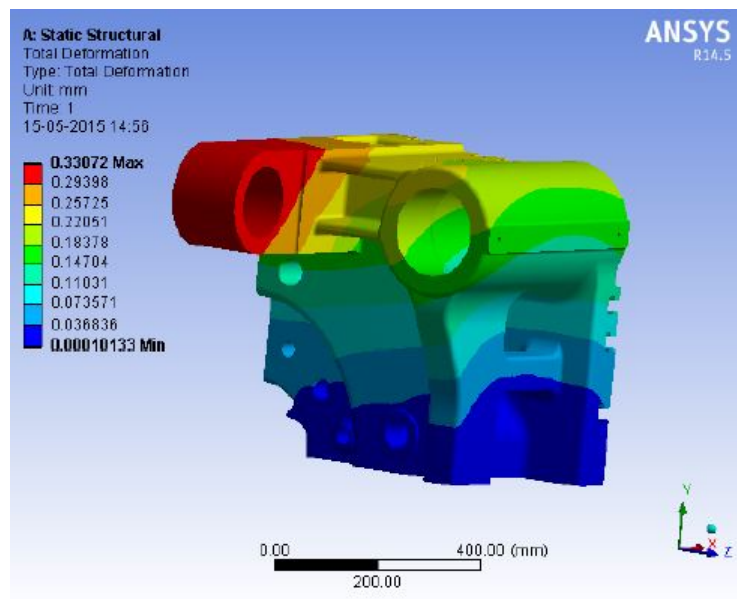 A: Static Structural
Total Deformation
Type: Total Deformation
Unit: mm
Time: 1
15-05-2015 14:56
ANSYS
R14.5
0.33072 Max
0.29398
0.25725
0.22051
0.18378
0.14704
0.11031
0.073571
0.036836
0.00010133 Min
Y
X
Z
0.00
400.00 (mm)
200.00